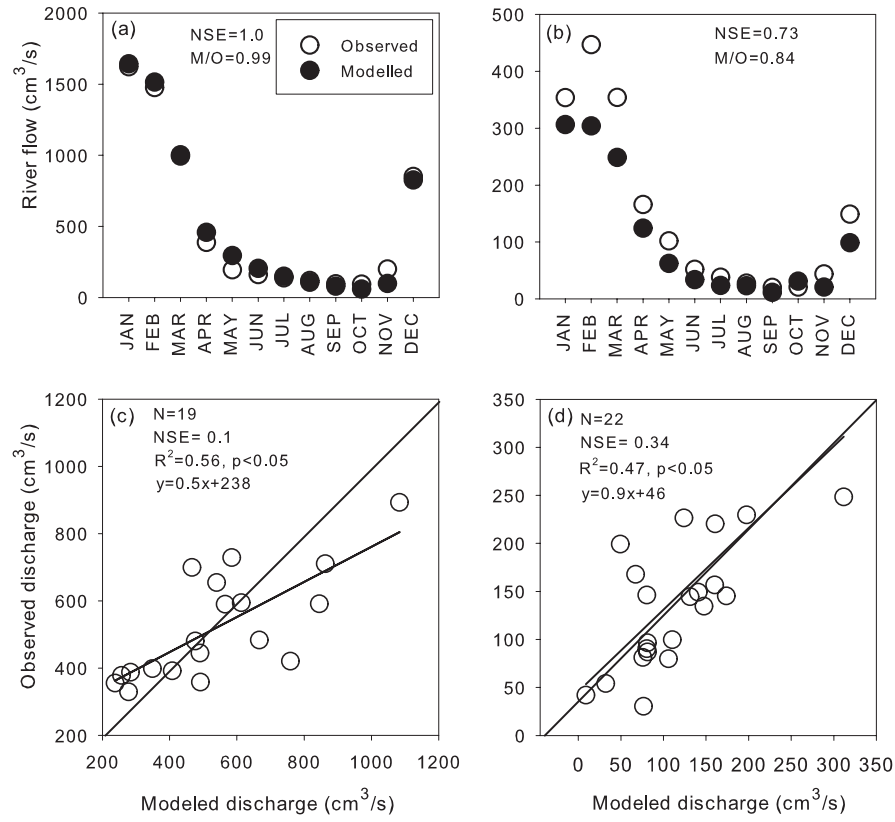 (a)
NSE=1.0
M/O=0.99
Observed
Modelled
River flow (cm³/s)
2000
1500
1000
500
0
JAN
FEB
MAR
APR
MAY
JUN
JUL
AUG
SEP
OCT
NOV
DEC
(b)
NSE=0.73
M/O=0.84
500
400
300
200
100
0
JAN
FEB
MAR
APR
MAY
JUN
JUL
AUG
SEP
OCT
NOV
DEC
(c)
N=19
NSE= 0.1
R²=0.56, p<0.05
y=0.5x+238
Observed discharge (cm³/s)
1200
1000
800
600
400
200
200 400 600 800 1000 1200
Modeled discharge (cm³/s)
(d)
N=22
NSE= 0.34
R²=0.47, p<0.05
y=0.9x+46
350
300
250
200
150
100
50
0
0 50 100 150 200 250 300 350
Modeled discharge (cm³/s)